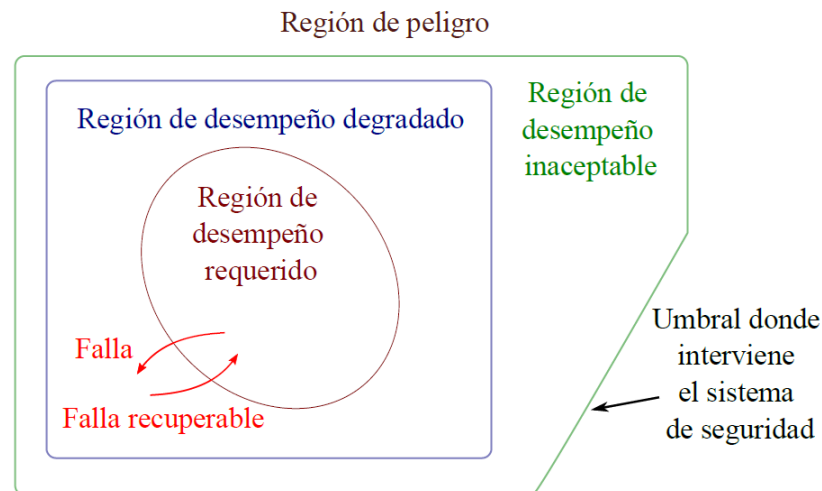 Región de peligro
Región de desempeño degradado
Región de
desempeño
inaceptable
Región de
desempeño
requerido
Falla
Falla recuperable
Umbral donde
interviene
el sistema
de seguridad